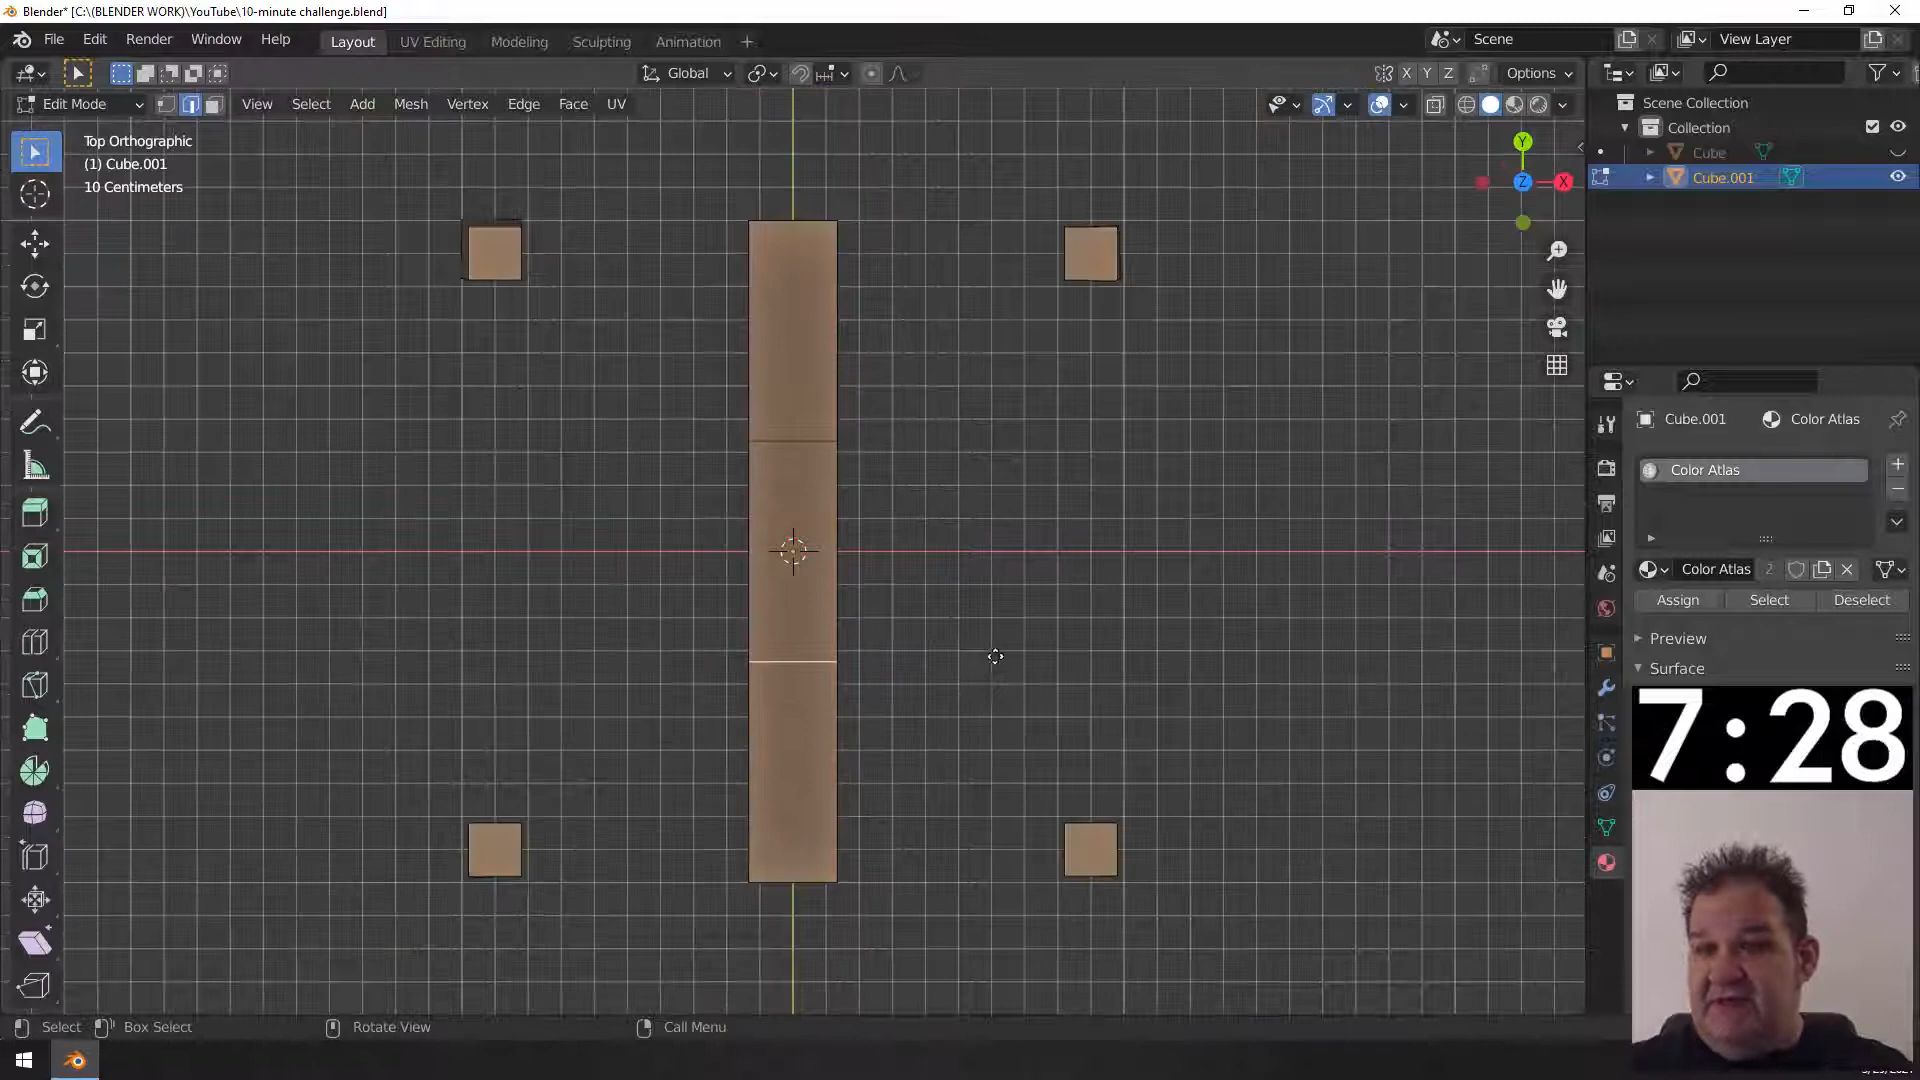 Blender* [C:\(BLENDER WORK)\YouTube\10-minute challenge.blend]
File Edit Render Window Help Layout UV Editing Modeling Sculpting Animation + Scene View Layer
Global X Y Z Options
Edit Mode View Select Add Mesh Vertex Edge Face UV
Scene Collection
Collection
Cube
Cube.001
Top Orthographic
(1) Cube.001
10 Centimeters
Y
Z X
Cube.001 Color Atlas
Color Atlas
Color Atlas 2
Assign Select Deselect
Preview
Surface
7:28
Select Box Select Rotate View Call Menu